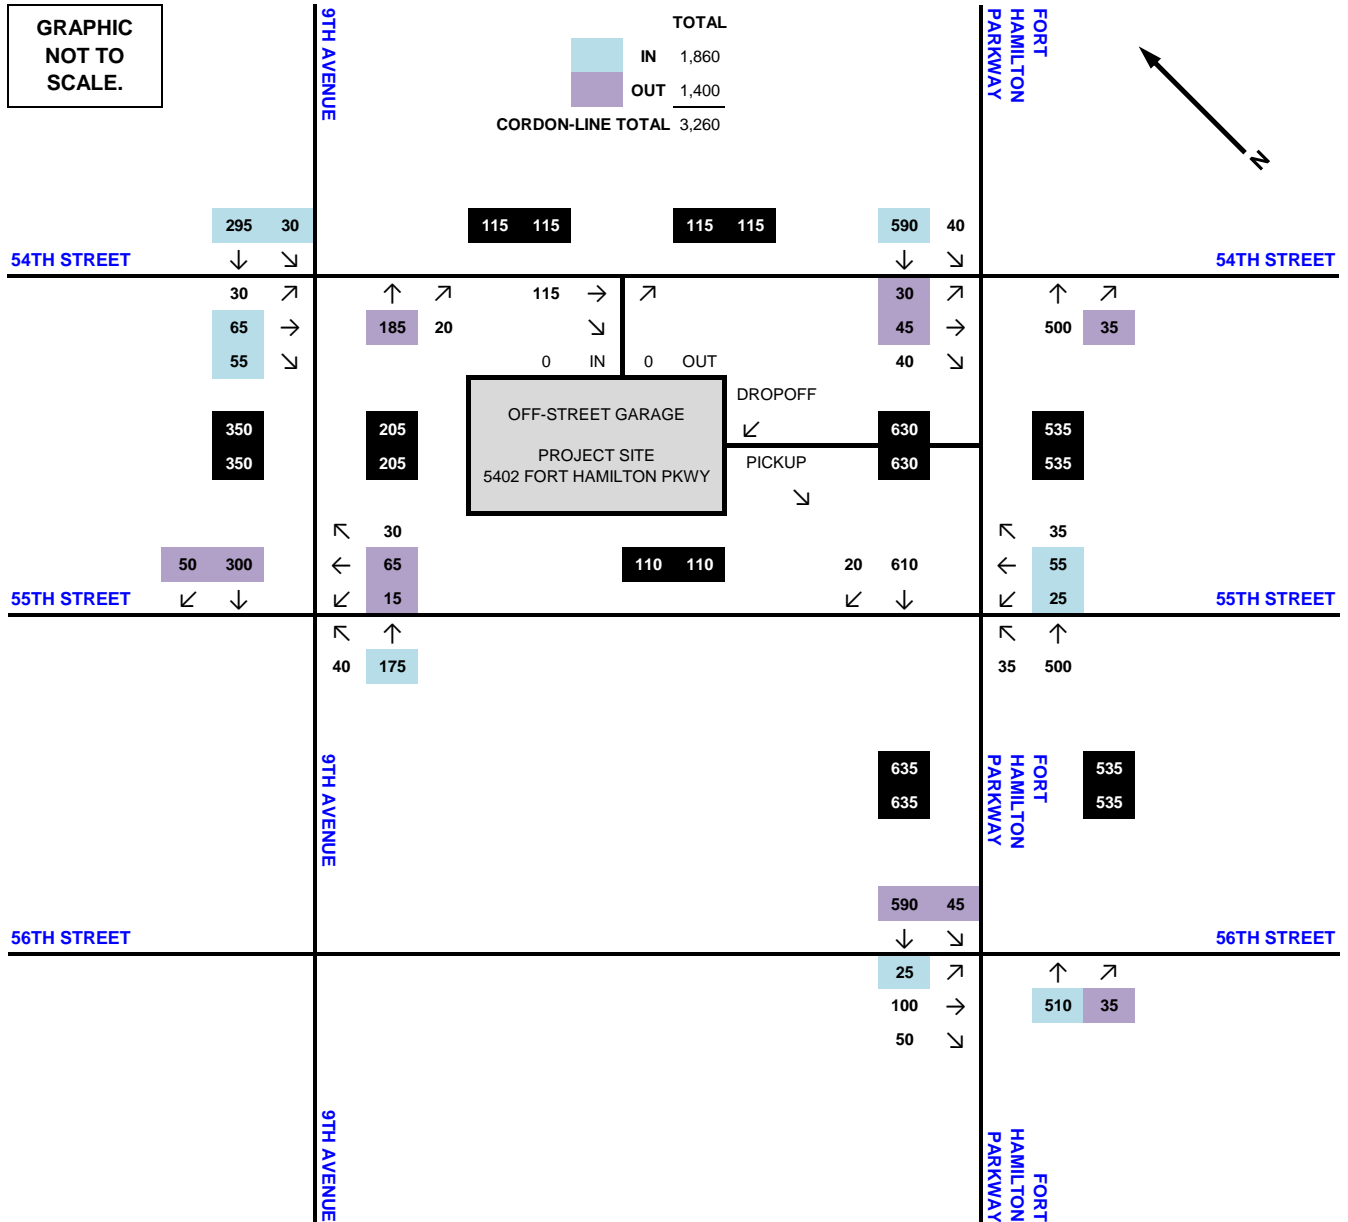 GRAPHIC
NOT TO
SCALE.
9TH AVENUE
TOTAL
IN 1,860
OUT 1,400
CORDON-LINE TOTAL 3,260
FORT
HAMILTON
PARKWAY
N
295 30
115 115
115 115
590 40
54TH STREET
↓ ↘
↓ ↘
54TH STREET
30 ↗
↑ ↗
115 → ↗
30 ↗
↑ ↗
65 →
185 20
↘
45 →
500 35
55 ↘
0 IN 0 OUT
40 ↘
OFF-STREET GARAGE
PROJECT SITE
5402 FORT HAMILTON PKWY
DROPOFF
↙
PICKUP
↘
350
350
205
205
630
630
535
535
↖ 30
↖ 35
50 300
← 65
110 110
20 610
← 55
55TH STREET
↙ ↓
↙ 15
↙ ↓
↙ 25
55TH STREET
↖ ↑
↖ ↑
40 175
35 500
9TH AVENUE
635
635
FORT
HAMILTON
PARKWAY
535
535
590 45
56TH STREET
↓ ↘
56TH STREET
25 ↗
↑ ↗
100 →
510 35
50 ↘
9TH AVENUE
FORT
HAMILTON
PARKWAY